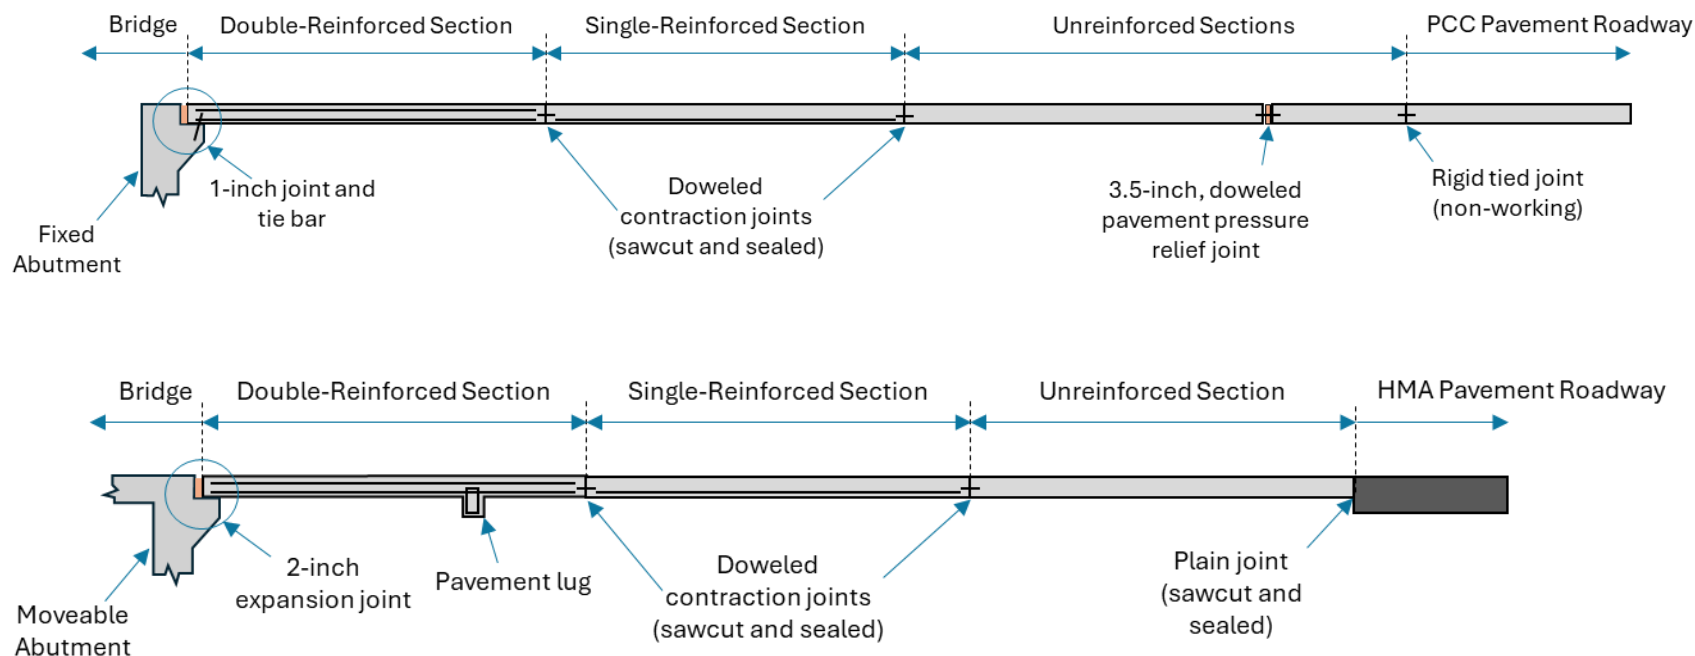 Bridge
Double-Reinforced Section
Single-Reinforced Section
Unreinforced Sections
PCC Pavement Roadway
Fixed
Abutment
1-inch joint and
tie bar
Doweled
contraction joints
(sawcut and sealed)
3.5-inch, doweled
pavement pressure
relief joint
Rigid tied joint
(non-working)
Bridge
Double-Reinforced Section
Single-Reinforced Section
Unreinforced Section
HMA Pavement Roadway
Moveable
Abutment
2-inch
expansion joint
Pavement lug
Doweled
contraction joints
(sawcut and sealed)
Plain joint
(sawcut and
sealed)